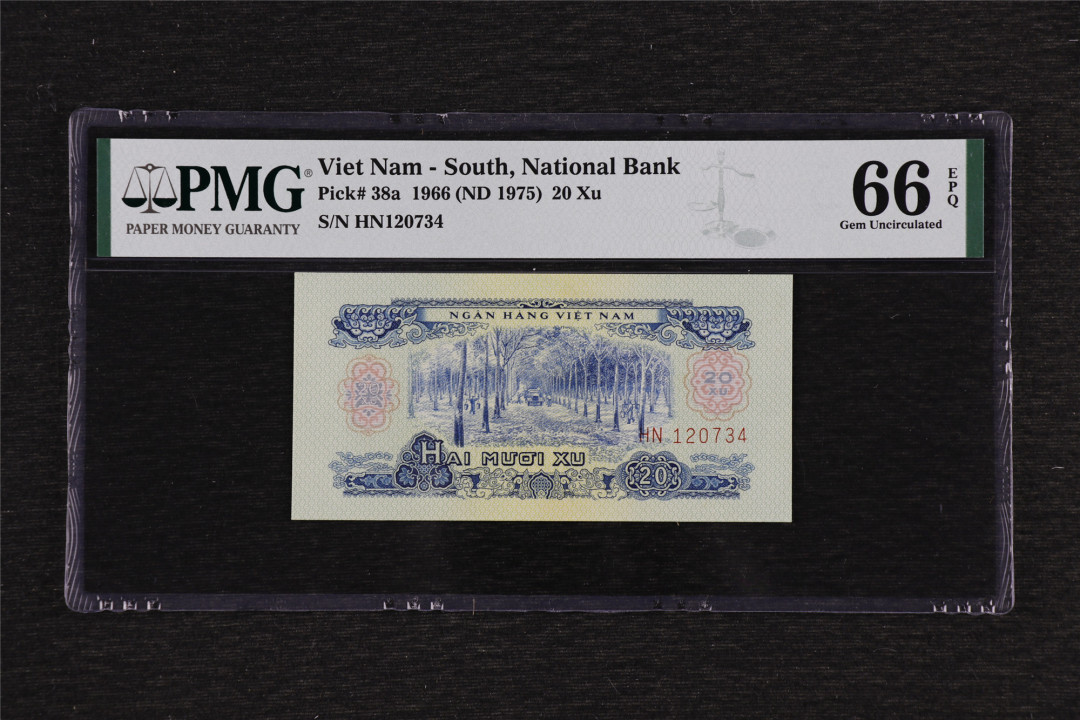 PMG®
PAPER MONEY GUARANTY
Viet Nam - South, National Bank
Pick# 38a 1966 (ND 1975) 20 Xu
S/N HN120734
66
EPQ
Gem Uncirculated
NGÂN HÀNG VIỆT NAM
20
XU
HN 120734
HAI MƯƠI XU
20